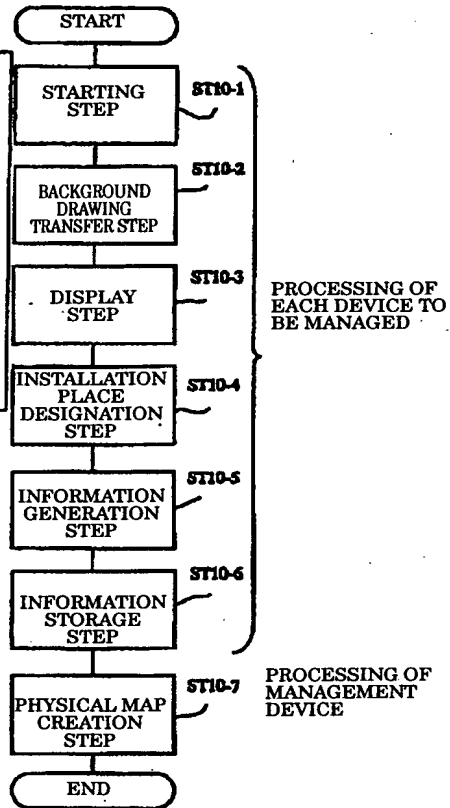 START
STARTING
STEP
ST10-1
BACKGROUND
DRAWING
TRANSFER STEP
ST10-2
DISPLAY
STEP
ST10-3
PROCESSING OF
EACH DEVICE TO
BE MANAGED
INSTALLATION
PLACE
DESIGNATION
STEP
ST10-4
INFORMATION
GENERATION
STEP
ST10-5
INFORMATION
STORAGE
STEP
ST10-6
PHYSICAL MAP
CREATION
STEP
ST10-7
PROCESSING OF
MANAGEMENT
DEVICE
END